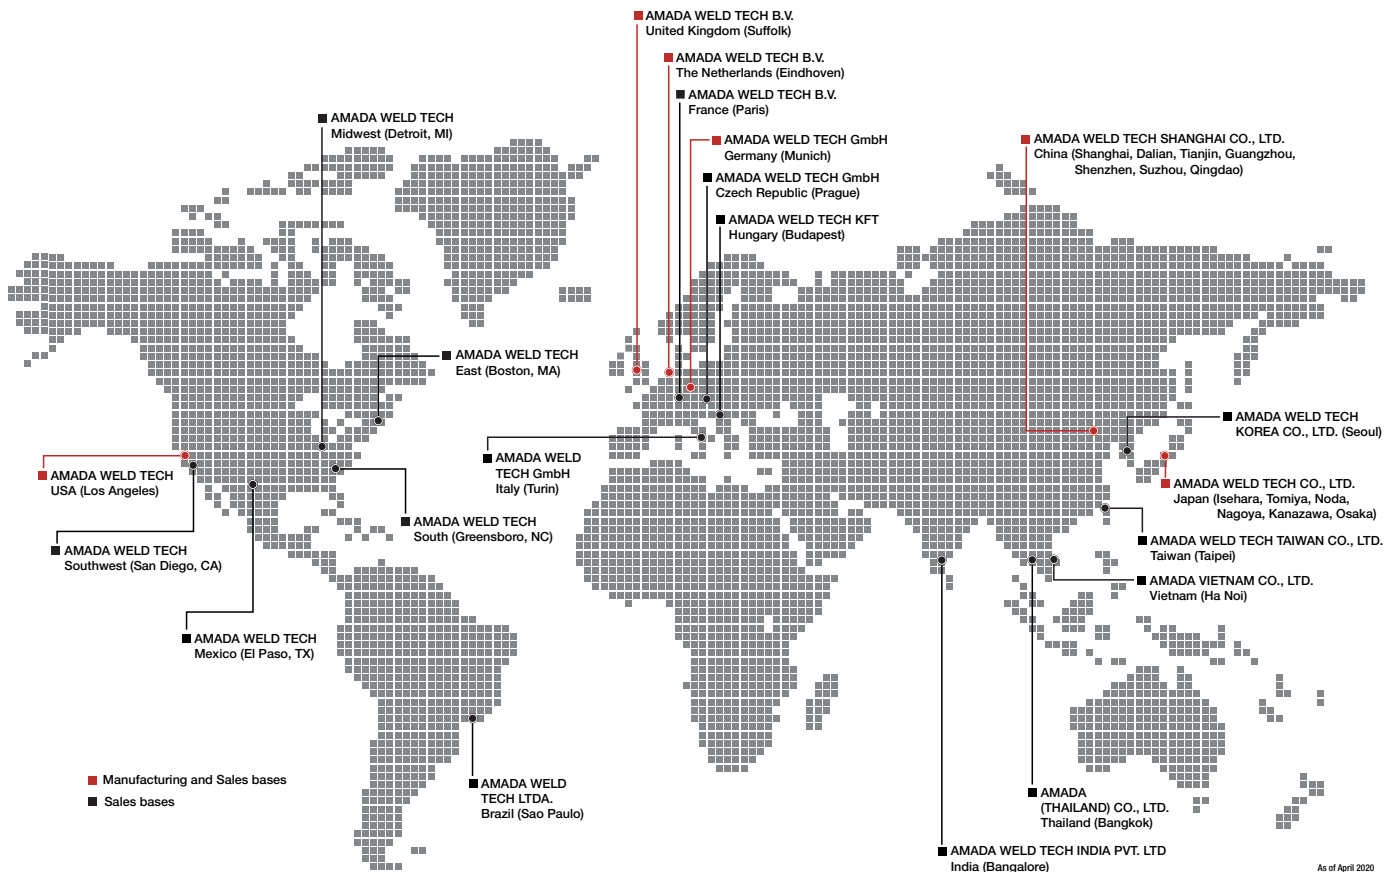 AMADA WELD TECH B.V.
United Kingdom (Suffolk)
AMADA WELD TECH B.V.
The Netherlands (Eindhoven)
AMADA WELD TECH B.V.
France (Paris)
AMADA WELD TECH
Midwest (Detroit, MI)
AMADA WELD TECH GmbH
Germany (Munich)
AMADA WELD TECH SHANGHAI CO., LTD.
China (Shanghai, Dalian, Tianjin, Guangzhou,
Shenzhen, Suzhou, Qingdao)
AMADA WELD TECH GmbH
Czech Republic (Prague)
AMADA WELD TECH KFT
Hungary (Budapest)
AMADA WELD TECH
East (Boston, MA)
AMADA WELD TECH
KOREA CO., LTD. (Seoul)
AMADA WELD
TECH GmbH
Italy (Turin)
AMADA WELD TECH
USA (Los Angeles)
AMADA WELD TECH CO., LTD.
Japan (Isehara, Tomiya, Noda,
Nagoya, Kanazawa, Osaka)
AMADA WELD TECH
South (Greensboro, NC)
AMADA WELD TECH
Southwest (San Diego, CA)
AMADA WELD TECH TAIWAN CO., LTD.
Taiwan (Taipei)
AMADA VIETNAM CO., LTD.
Vietnam (Ha Noi)
AMADA WELD TECH
Mexico (El Paso, TX)
Manufacturing and Sales bases
Sales bases
AMADA WELD
TECH LTDA.
Brazil (Sao Paulo)
AMADA
(THAILAND) CO., LTD.
Thailand (Bangkok)
AMADA WELD TECH INDIA PVT. LTD
India (Bangalore)
As of April 2020